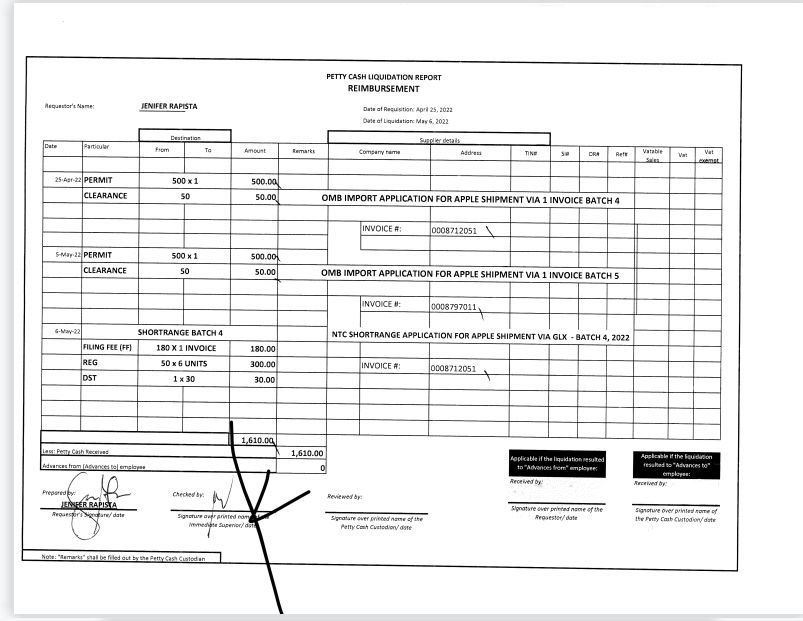 PETTY CASH LIQUIDATION REPORT
REIMBURSEMENT
Requestor's Name: JENIFER RAPISTA
Date of Requisition: April 25, 2022
Date of Liquidation: May 6, 2022
Destination
Supplier details
Date Particular From To Amount Remarks Company name Address TIN# SI# OR# Ref# Vatable Sales Vat Vat exempt
25-Apr-22 PERMIT 500 x 1 500.00
CLEARANCE 50 50.00 OMB IMPORT APPLICATION FOR APPLE SHIPMENT VIA 1 INVOICE BATCH 4
INVOICE #: 0008712051
5-May-22 PERMIT 500 x 1 500.00
CLEARANCE 50 50.00 OMB IMPORT APPLICATION FOR APPLE SHIPMENT VIA 1 INVOICE BATCH 5
INVOICE #: 0008797011
6-May-22 SHORTRANGE BATCH 4 NTC SHORTRANGE APPLICATION FOR APPLE SHIPMENT VIA GLX - BATCH 4, 2022
FILING FEE (FF) 180 X 1 INVOICE 180.00
REG 50 x 6 UNITS 300.00 INVOICE #: 0008712051
DST 1 x 30 30.00
1,610.00
Less: Petty Cash Received 1,610.00
Advances from (Advances to) employee 0
Applicable if the liquidation resulted to "Advances from" employee:
Applicable if the liquidation resulted to "Advances to" employee:
Received by:
Received by:
Prepared by:
Checked by:
Reviewed by:
JENIFER RAPISTA
Requestor's Signature/ date
Signature over printed name of the Immediate Superior/ date
Signature over printed name of the Petty Cash Custodian/ date
Signature over printed name of the Requestor/ date
Signature over printed name of the Petty Cash Custodian/ date
Note: "Remarks" shall be filled out by the Petty Cash Custodian